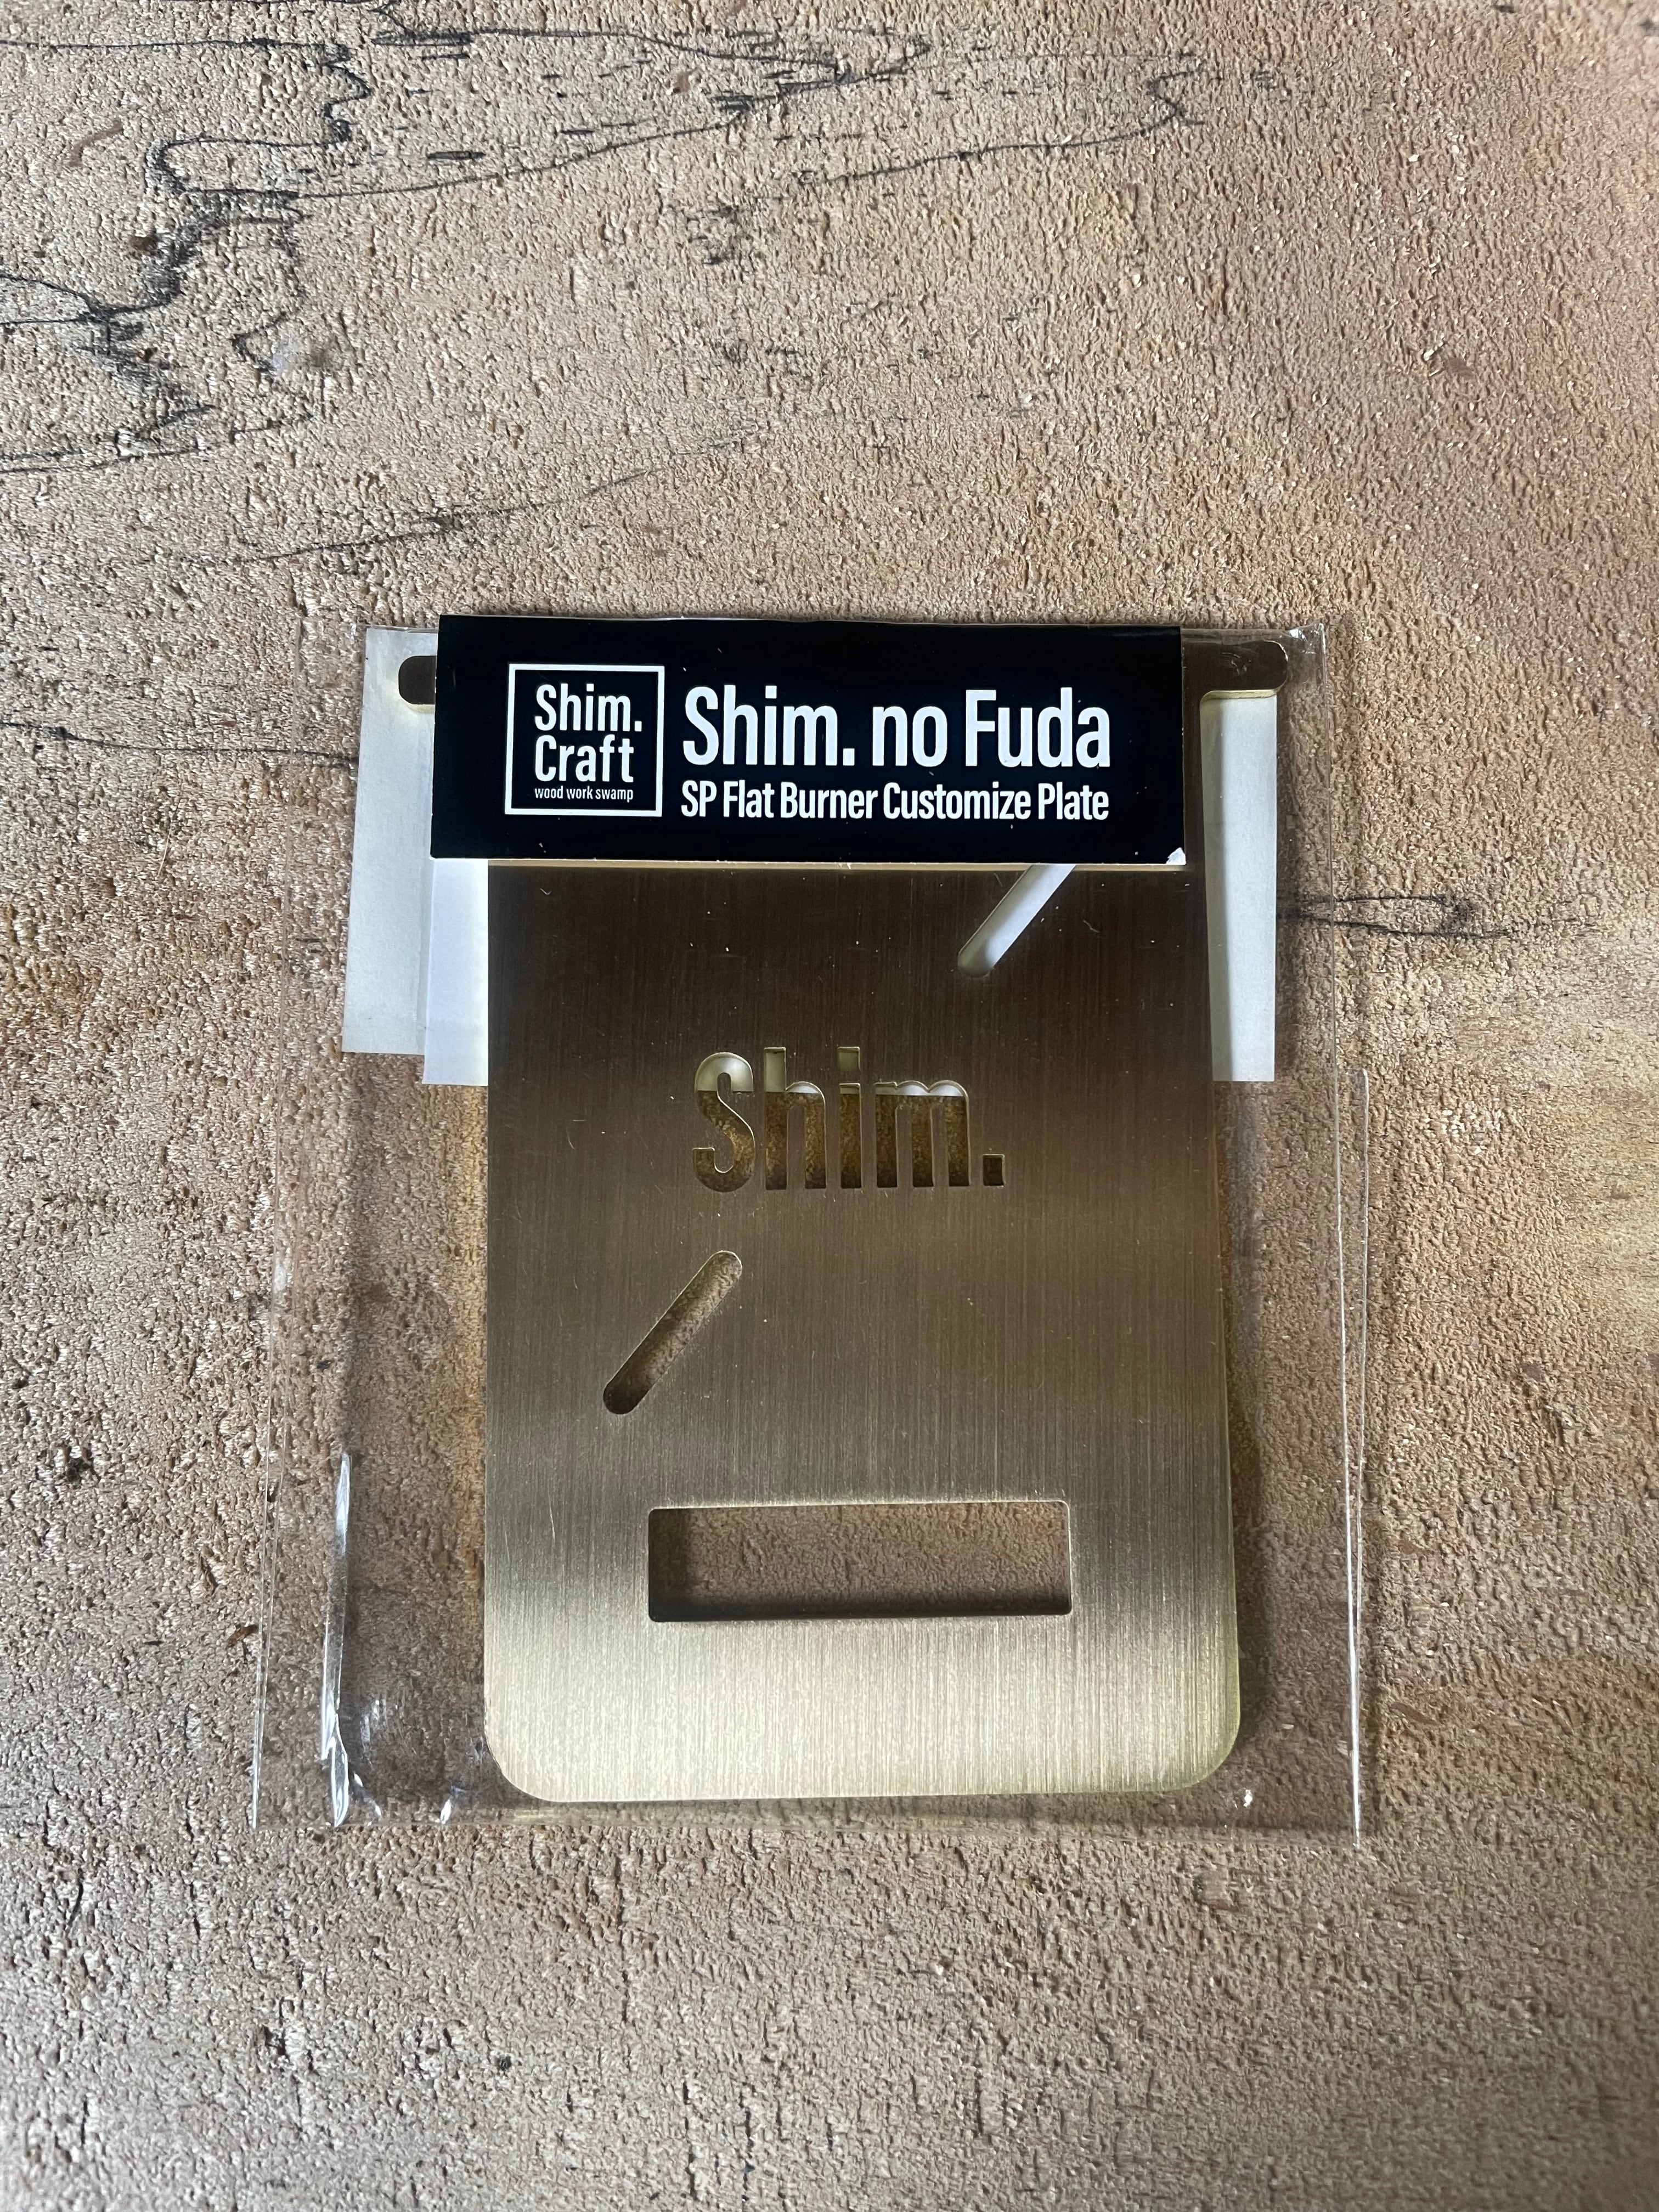 Shim.
Craft
wood work swamp
Shim. no Fuda
SP Flat Burner Customize Plate
Shim.